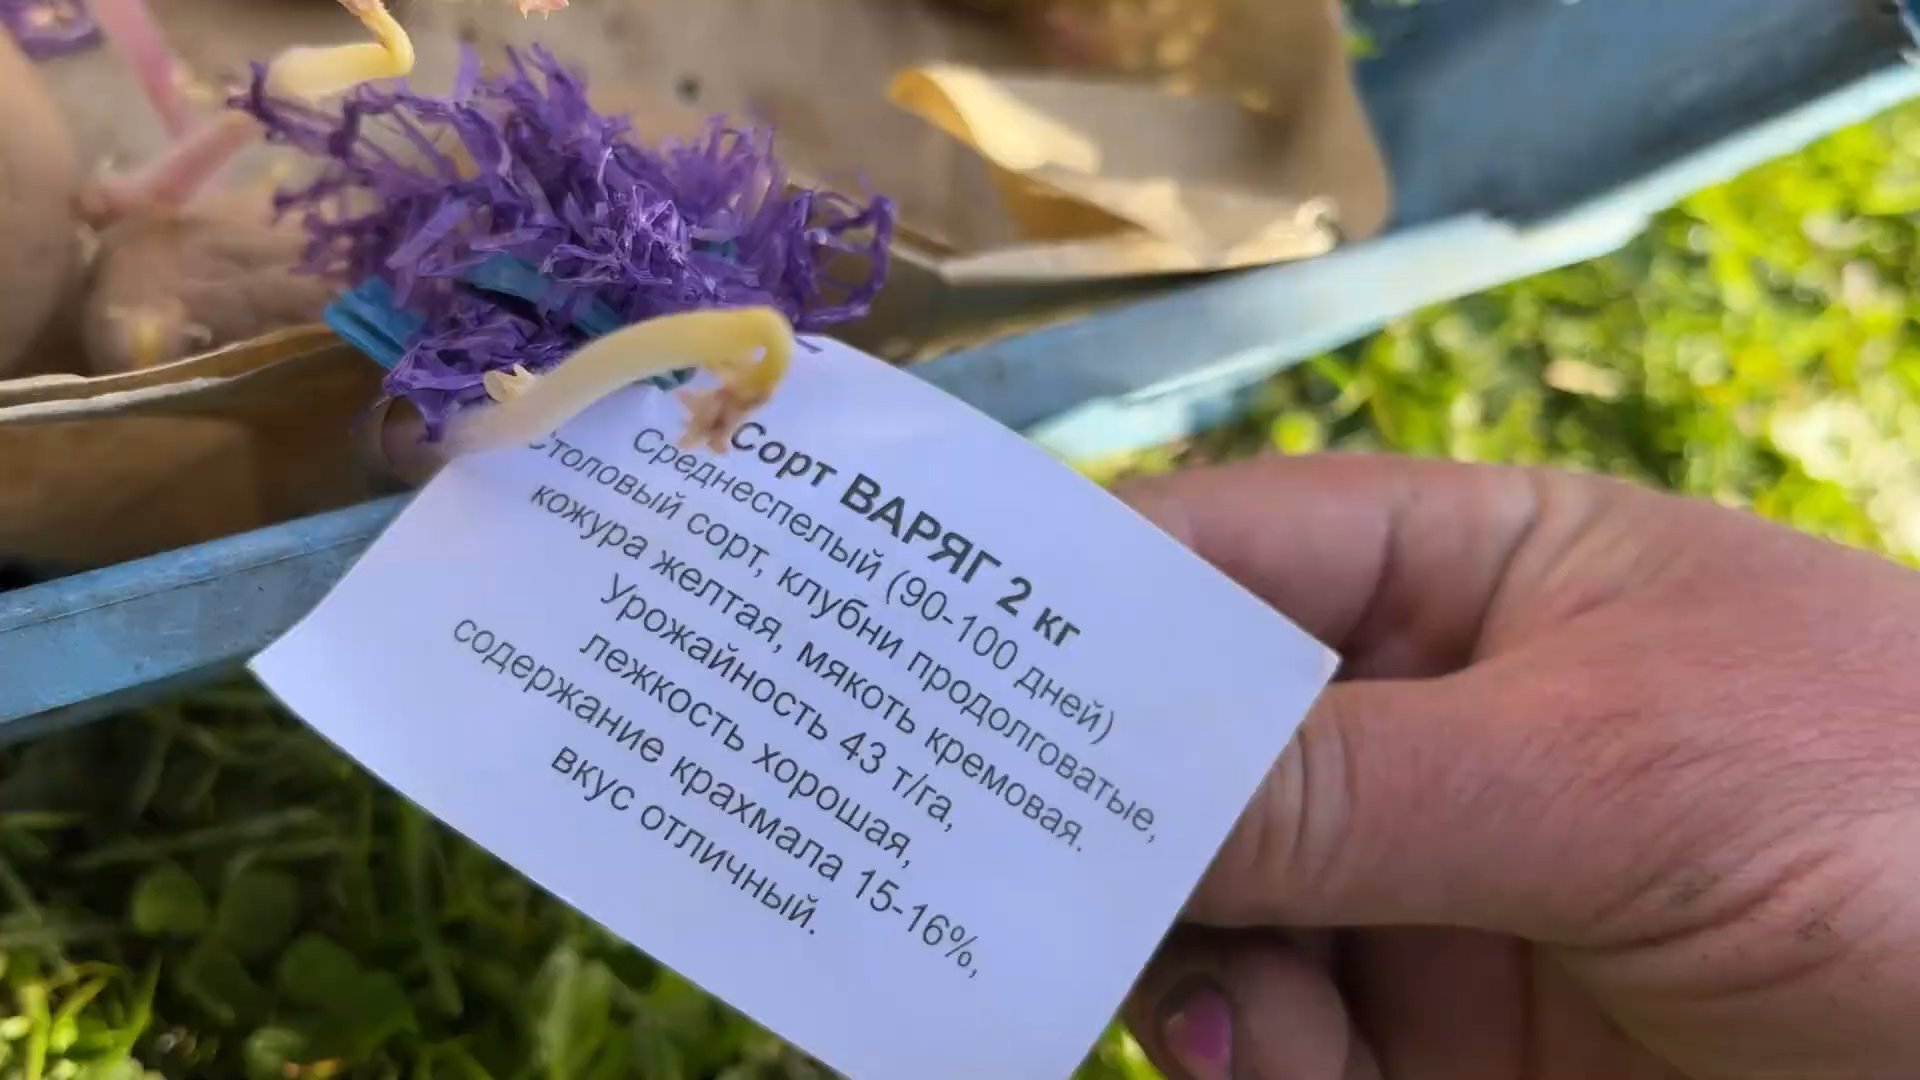 Сорт ВАРЯГ 2 кг
Среднеспелый (90-100 дней)
Столовый сорт, клубни продолговатые,
кожура желтая, мякоть кремовая.
Урожайность 43 т/га,
лежкость хорошая,
содержание крахмала 15-16%,
вкус отличный.